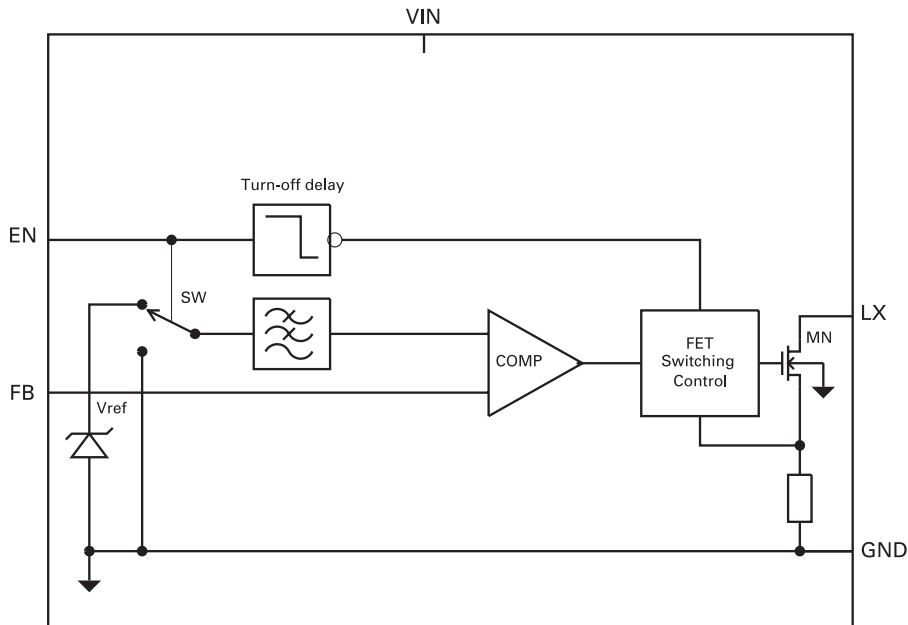 VIN
Turn-off delay
EN
SW
LX
MN
COMP
FET
Switching
Control
FB
Vref
GND